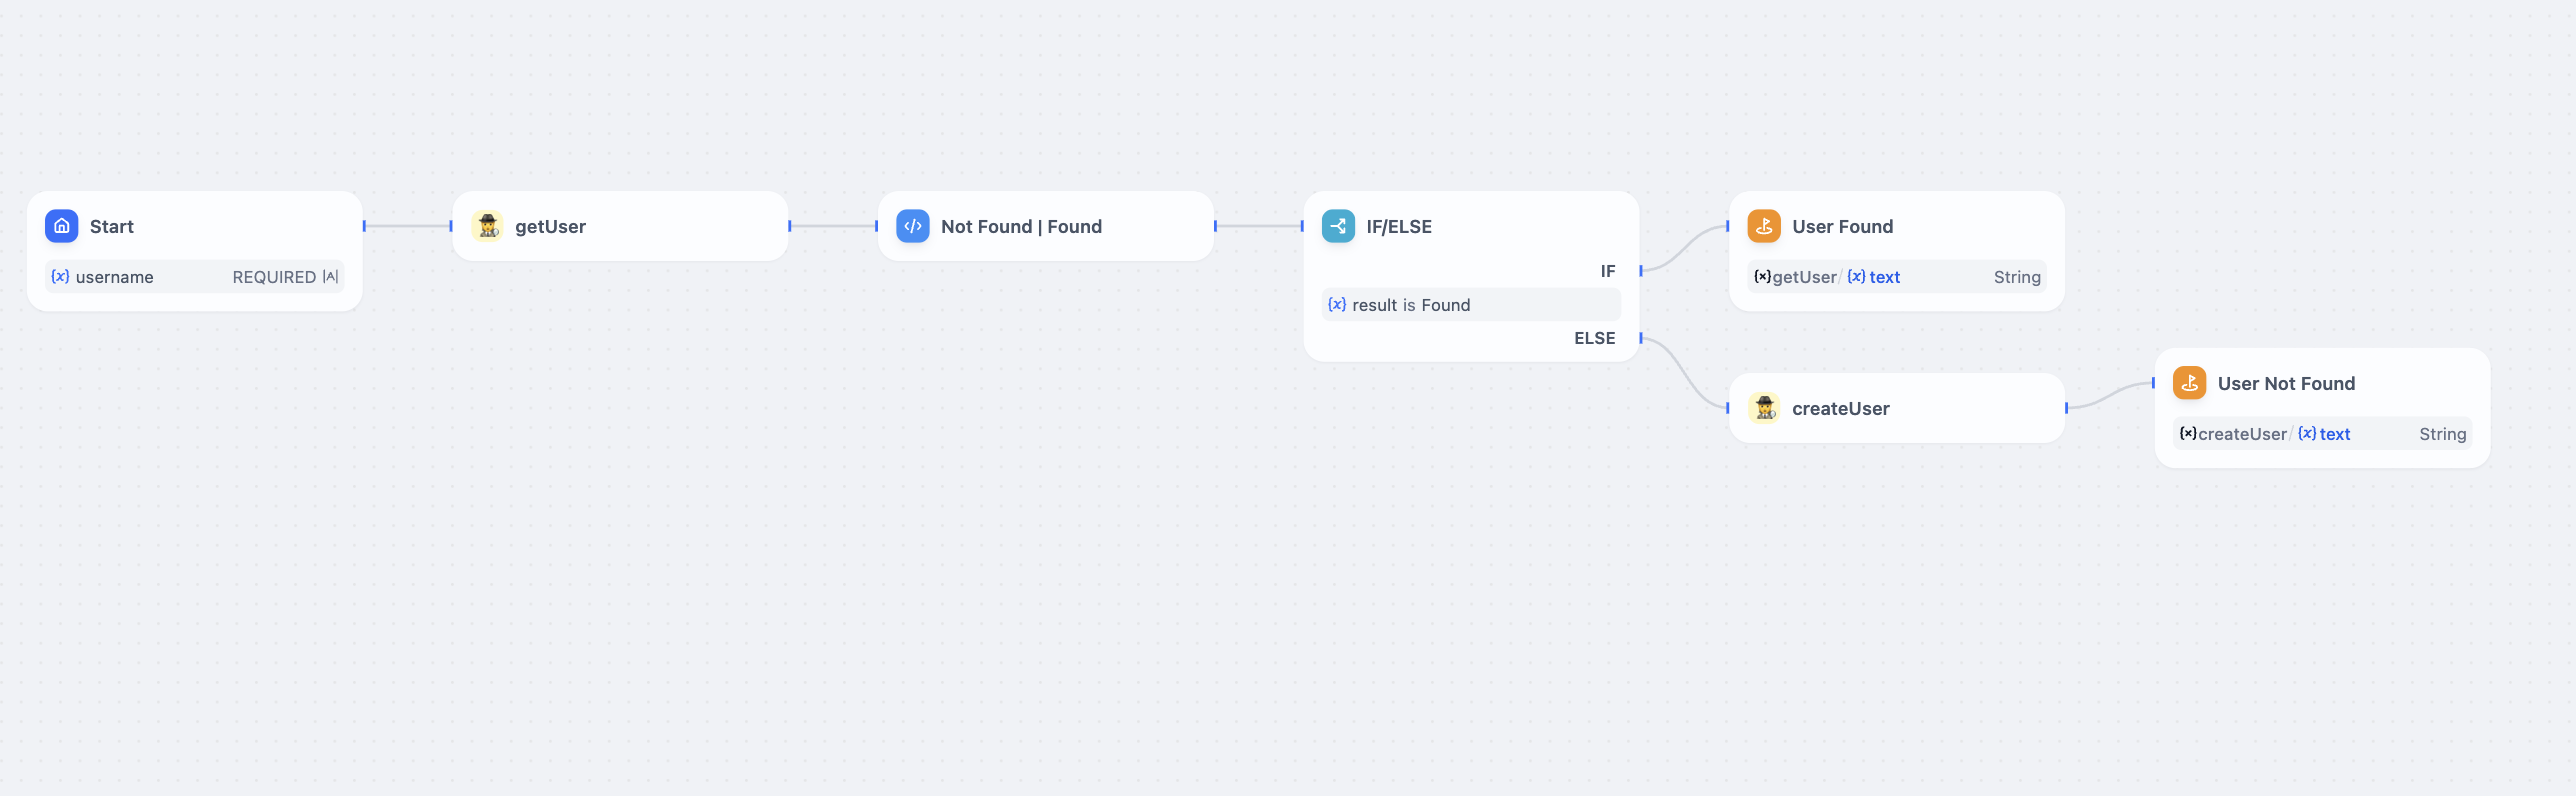 Start
{x} username REQUIRED |A|
getUser
Not Found | Found
IF/ELSE
IF
{x} result is Found
ELSE
User Found
{x}getUser/{x} text String
createUser
User Not Found
{x}createUser/{x} text String